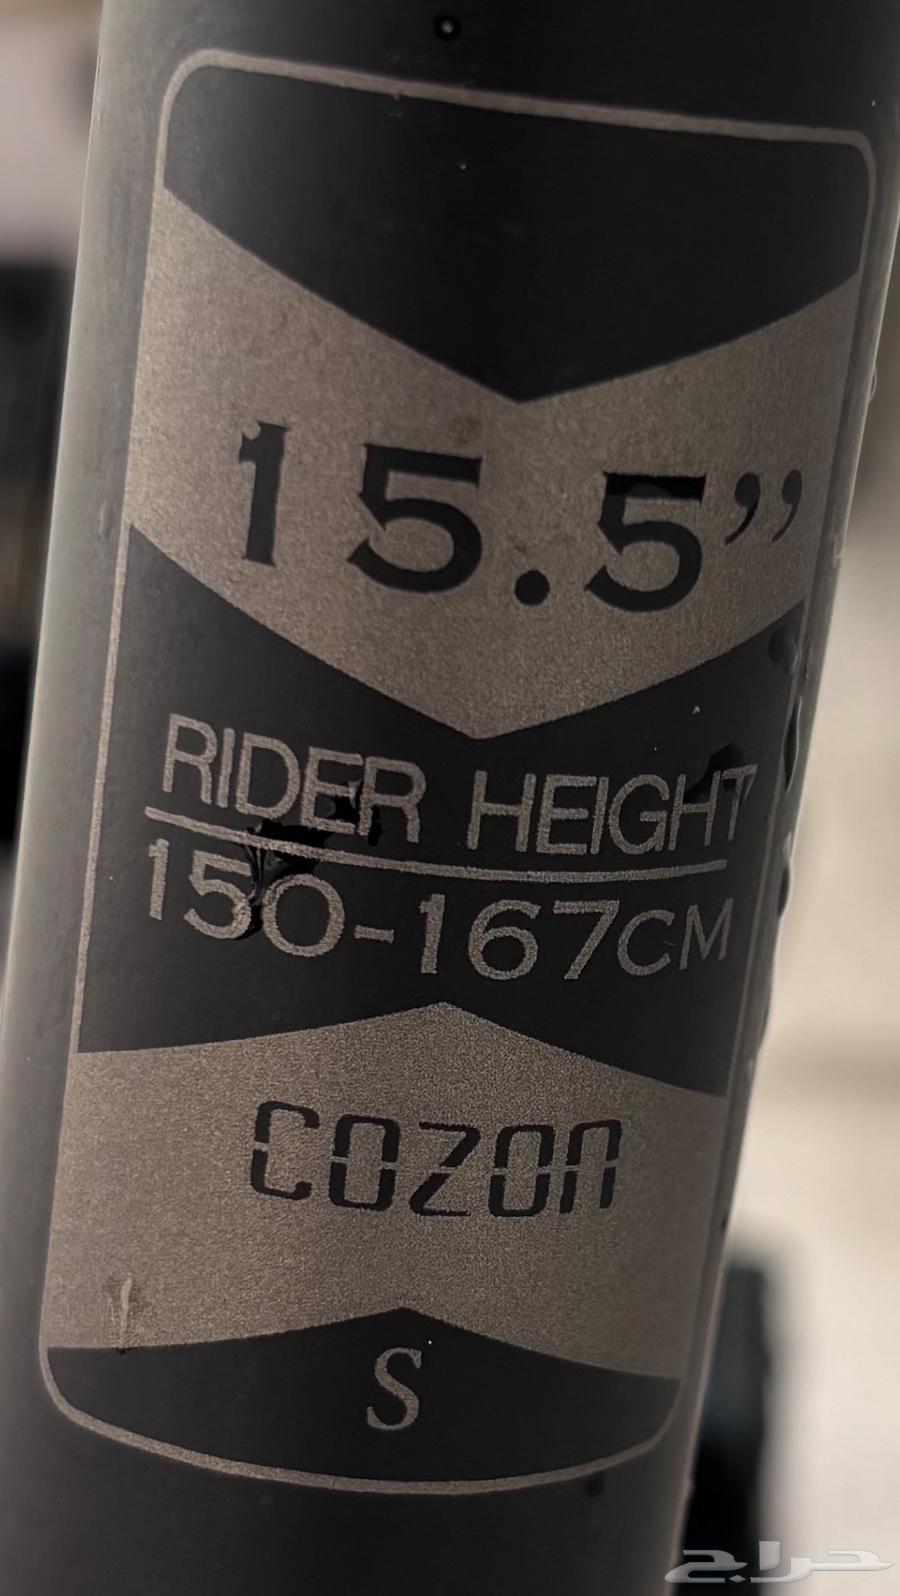 15.5”
RIDER HEIGHT
150-167CM
COZON
S
حراج